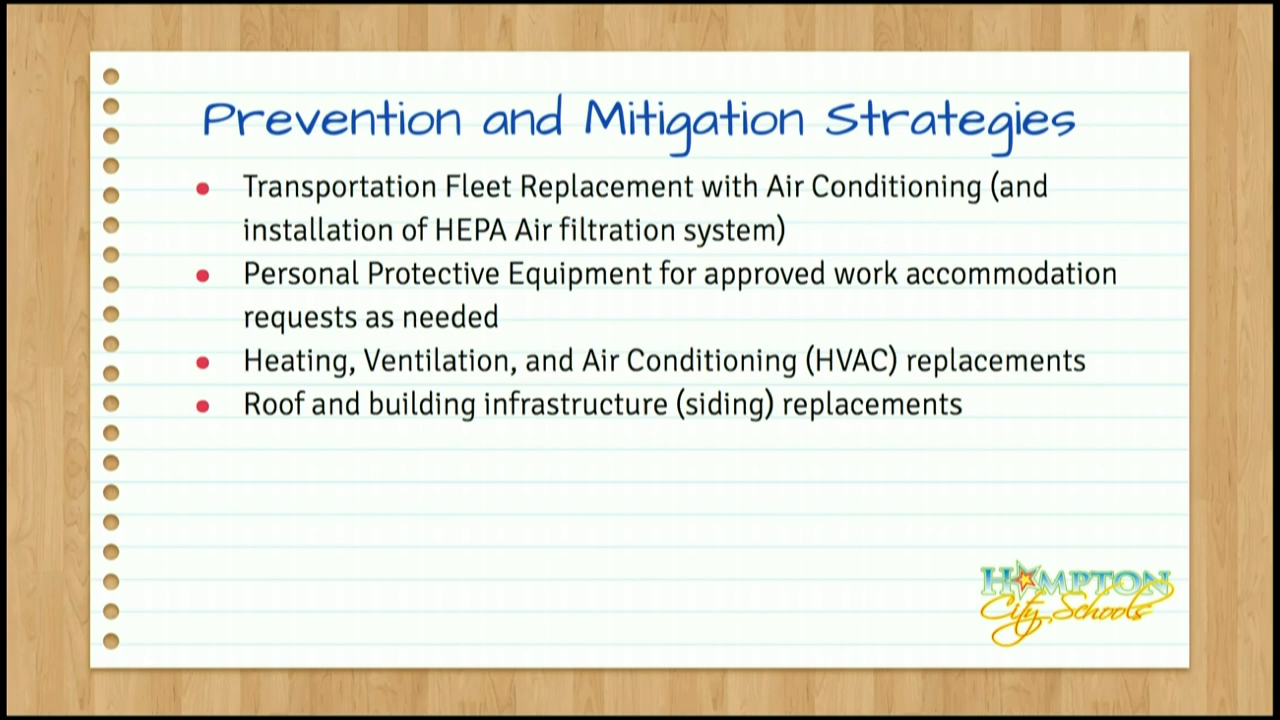 Prevention and Mitigation Strategies
• Transportation Fleet Replacement with Air Conditioning (and
installation of HEPA Air filtration system)
• Personal Protective Equipment for approved work accommodation
requests as needed
• Heating, Ventilation, and Air Conditioning (HVAC) replacements
• Roof and building infrastructure (siding) replacements
HAMPTON
City Schools